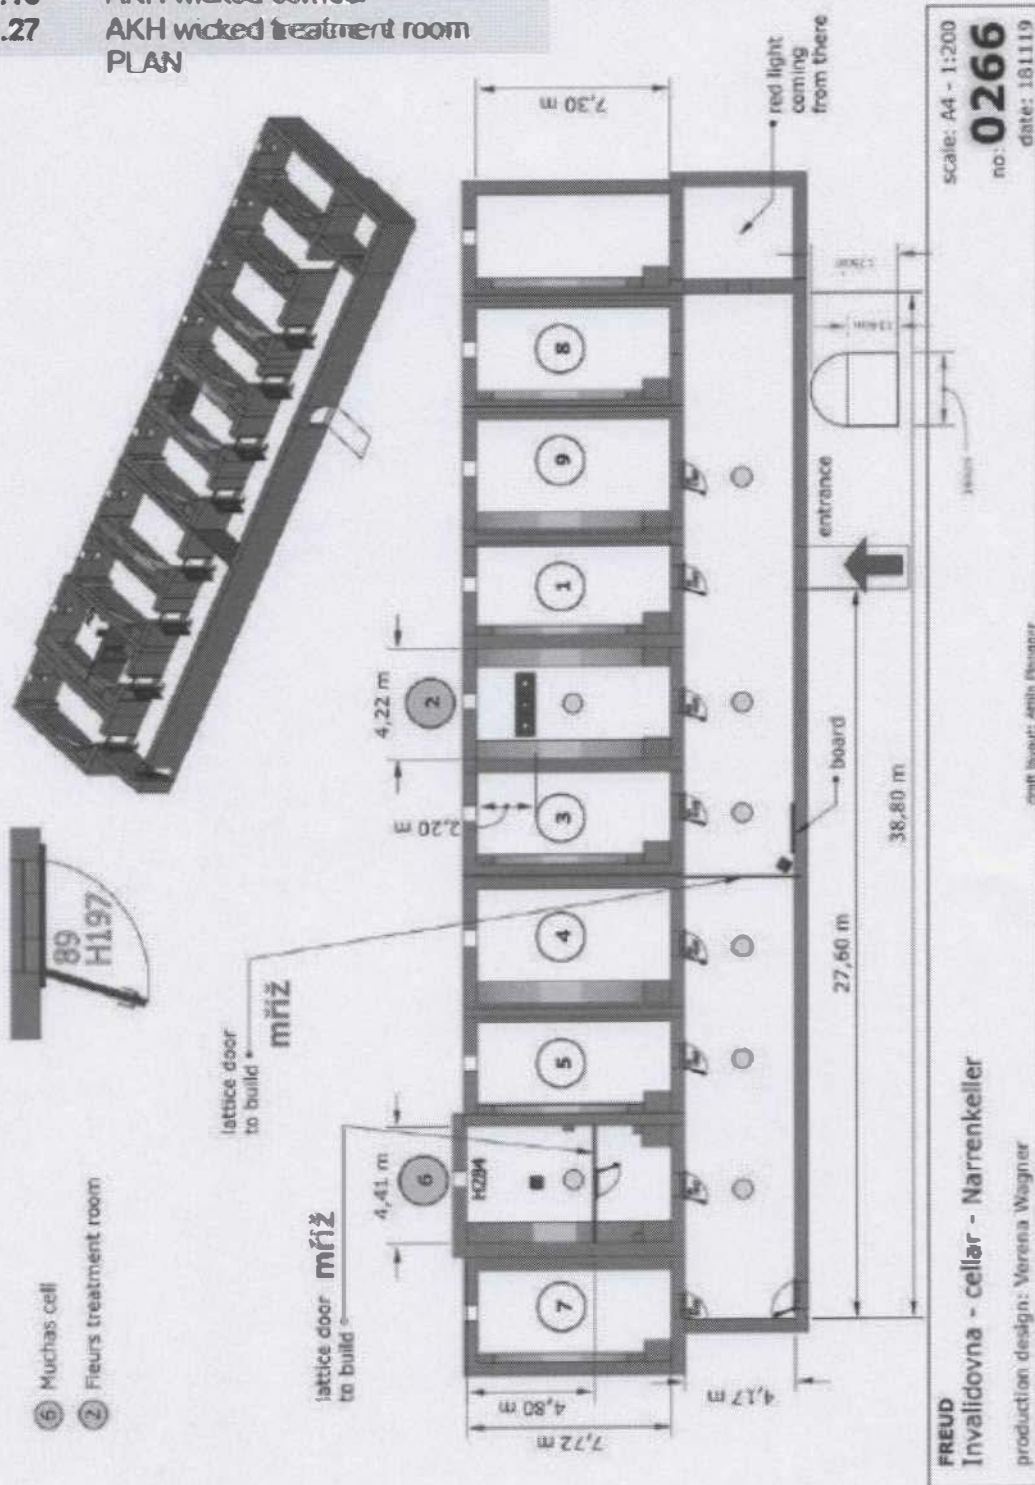 .27 AKH wicked treatment room
PLAN
6 Muchas cell
2 Fleurs treatment room
89
H197
lattice door
to build
mříž
lattice door
to build
mříž
4,41 m
6
H284
2,20 m
4,22 m
2
7,30 m
red light
coming
from there
7
5
4
3
1
9
8
4,80 m
7,72 m
4,17 m
board
entrance
27,60 m
38,80 m
FREUD
Invalidovna - cellar - Narrenkeller
production design: Verena Wagner
scale: A4 - 1:200
no: 0266
date: 181119